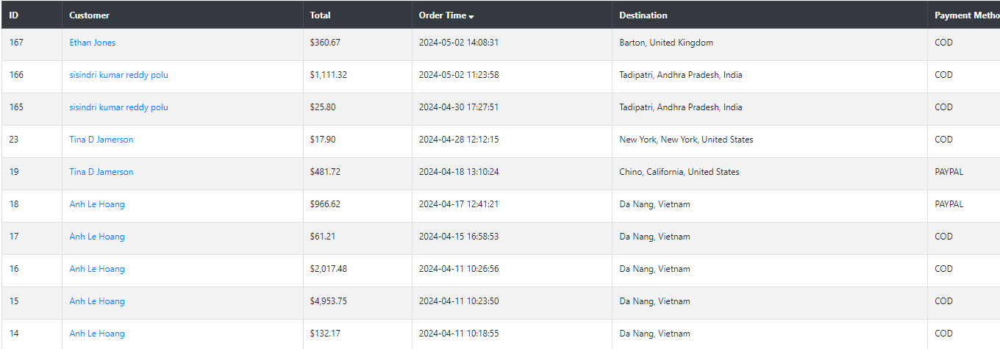 ID Customer Total Order Time Destination Payment Metho
167 Ethan Jones $360.67 2024-05-02 14:08:31 Barton, United Kingdom COD
166 sisindri kumar reddy polu $1,111.32 2024-05-02 11:23:58 Tadipatri, Andhra Pradesh, India COD
165 sisindri kumar reddy polu $25.80 2024-04-30 17:27:51 Tadipatri, Andhra Pradesh, India COD
23 Tina D Jamerson $17.90 2024-04-28 12:12:15 New York, New York, United States COD
19 Tina D Jamerson $481.72 2024-04-18 13:10:24 Chino, California, United States PAYPAL
18 Anh Le Hoang $966.62 2024-04-17 12:41:21 Da Nang, Vietnam PAYPAL
17 Anh Le Hoang $61.21 2024-04-15 16:58:53 Da Nang, Vietnam COD
16 Anh Le Hoang $2,017.48 2024-04-11 10:26:56 Da Nang, Vietnam COD
15 Anh Le Hoang $4,953.75 2024-04-11 10:23:50 Da Nang, Vietnam COD
14 Anh Le Hoang $132.17 2024-04-11 10:18:55 Da Nang, Vietnam COD